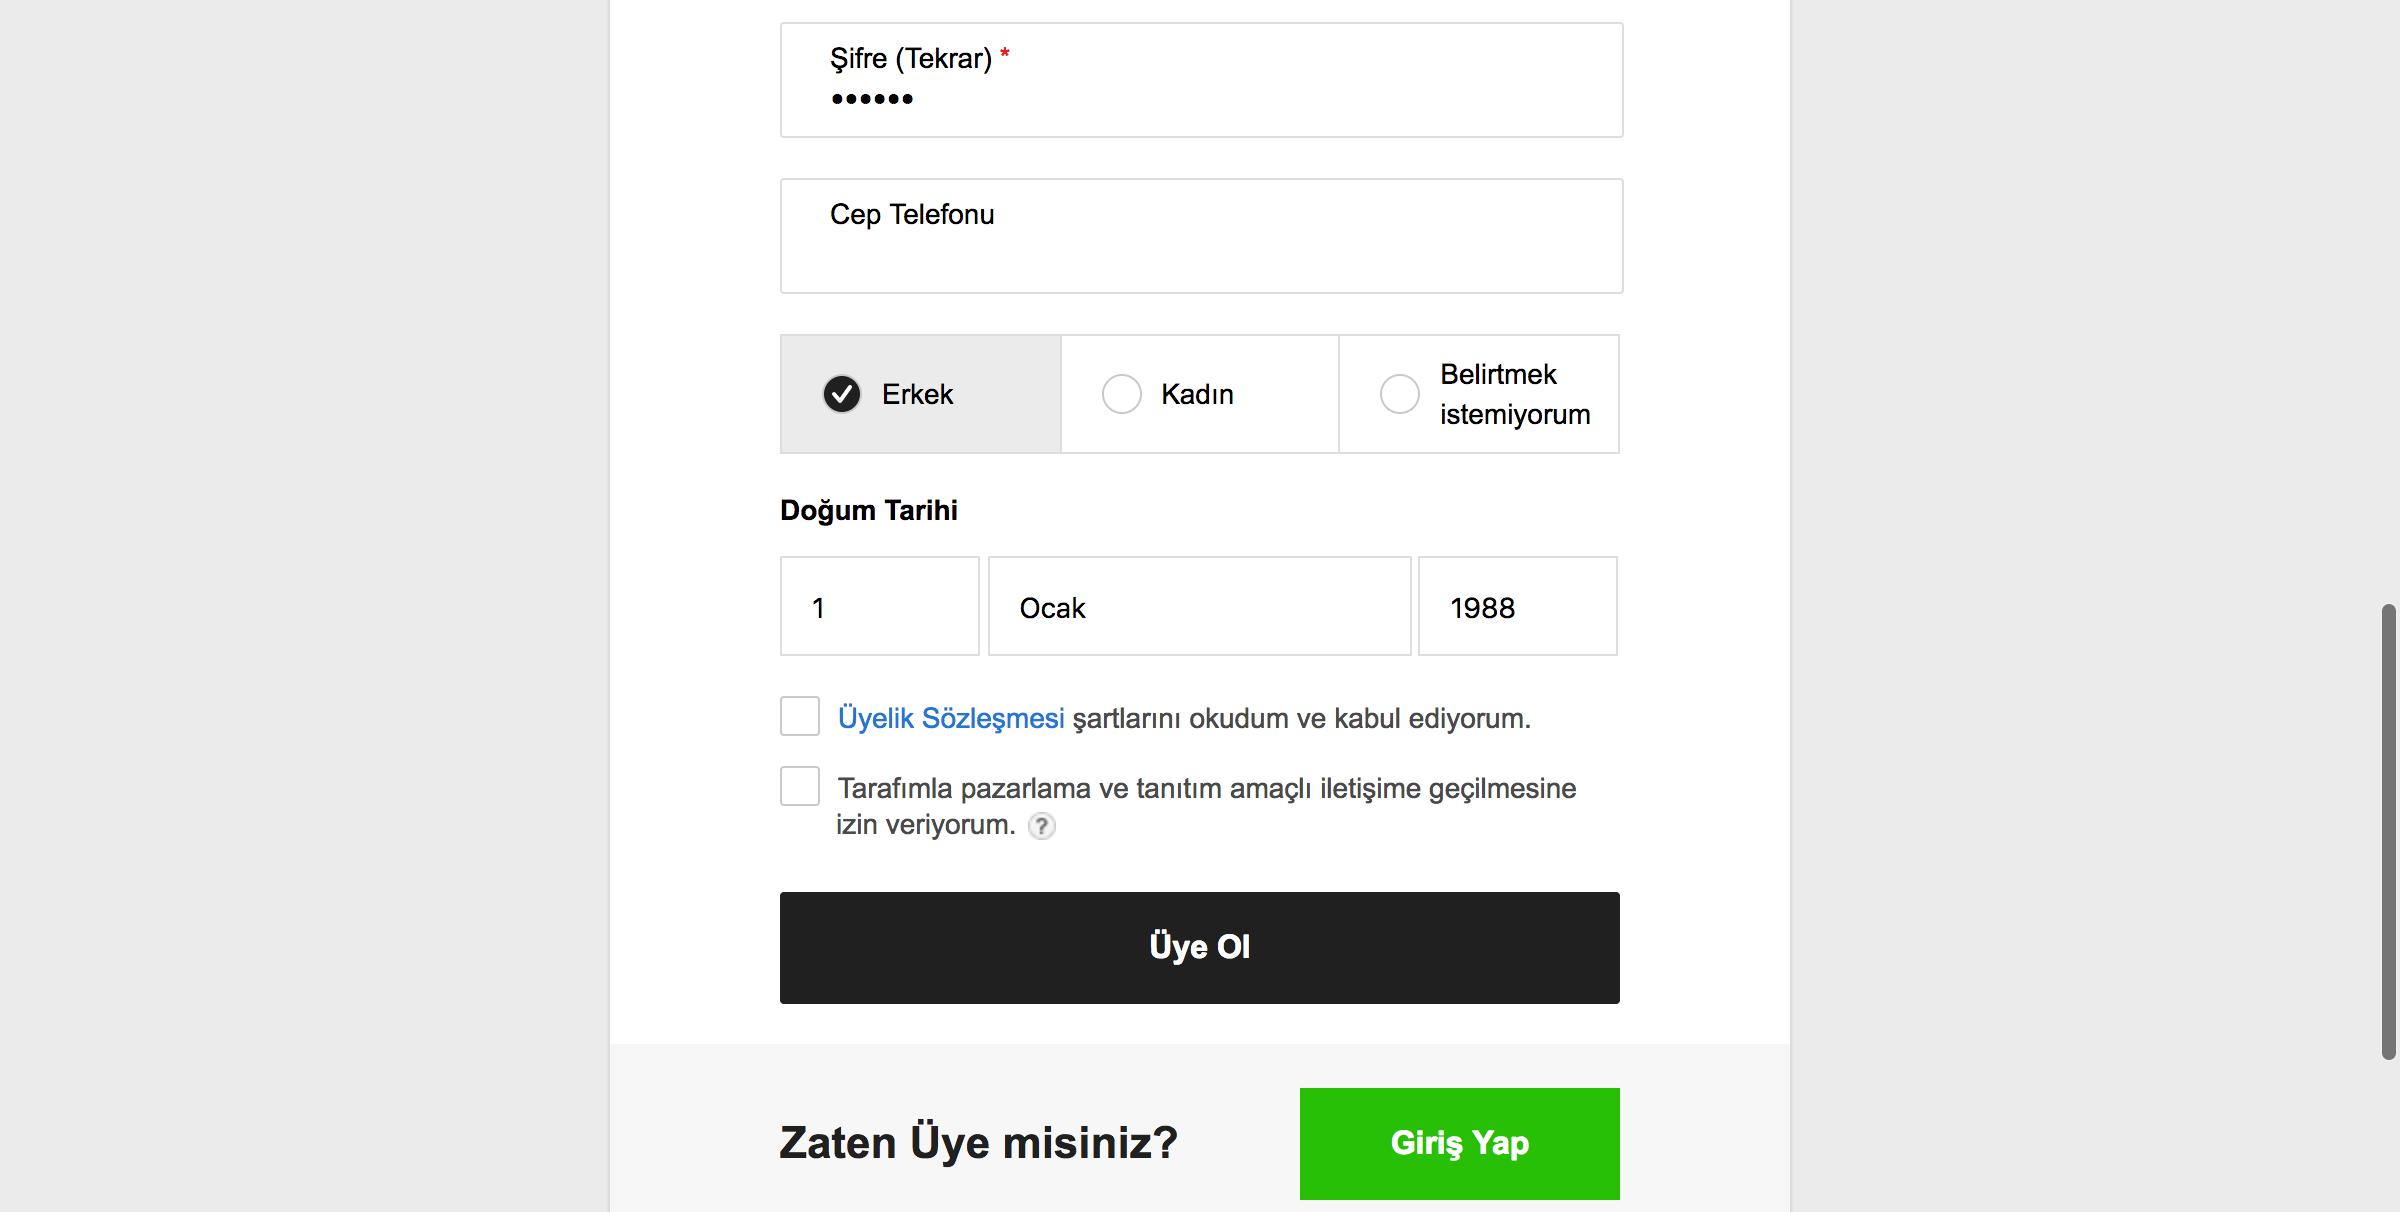 Şifre (Tekrar) *
••••••
Cep Telefonu
Erkek
Kadın
Belirtmek
istemiyorum
Doğum Tarihi
1
Ocak
1988
Üyelik Sözleşmesi şartlarını okudum ve kabul ediyorum.
Tarafımla pazarlama ve tanıtım amaçlı iletişime geçilmesine
izin veriyorum. ?
Üye Ol
Zaten Üye misiniz?
Giriş Yap